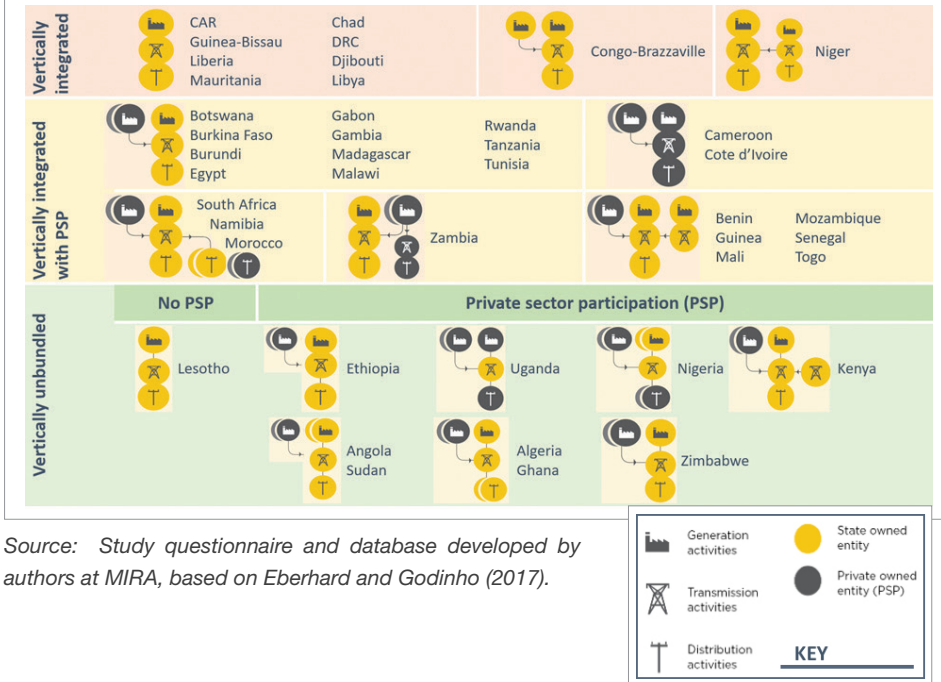 Vertically
integrated
CAR
Guinea-Bissau
Liberia
Mauritania
Chad
DRC
Djibouti
Libya
Congo-Brazzaville
Niger
Vertically integrated
with PSP
Botswana
Burkina Faso
Burundi
Egypt
Gabon
Gambia
Madagascar
Malawi
Rwanda
Tanzania
Tunisia
Cameroon
Cote d’Ivoire
South Africa
Namibia
Morocco
Zambia
Benin
Guinea
Mali
Mozambique
Senegal
Togo
Vertically unbundled
No PSP
Private sector participation (PSP)
Lesotho
Ethiopia
Uganda
Nigeria
Kenya
Angola
Sudan
Algeria
Ghana
Zimbabwe
Source: Study questionnaire and database developed by
authors at MIRA, based on Eberhard and Godinho (2017).
Generation
activities
State owned
entity
Private owned
entity (PSP)
Transmission
activities
Distribution
activities
KEY